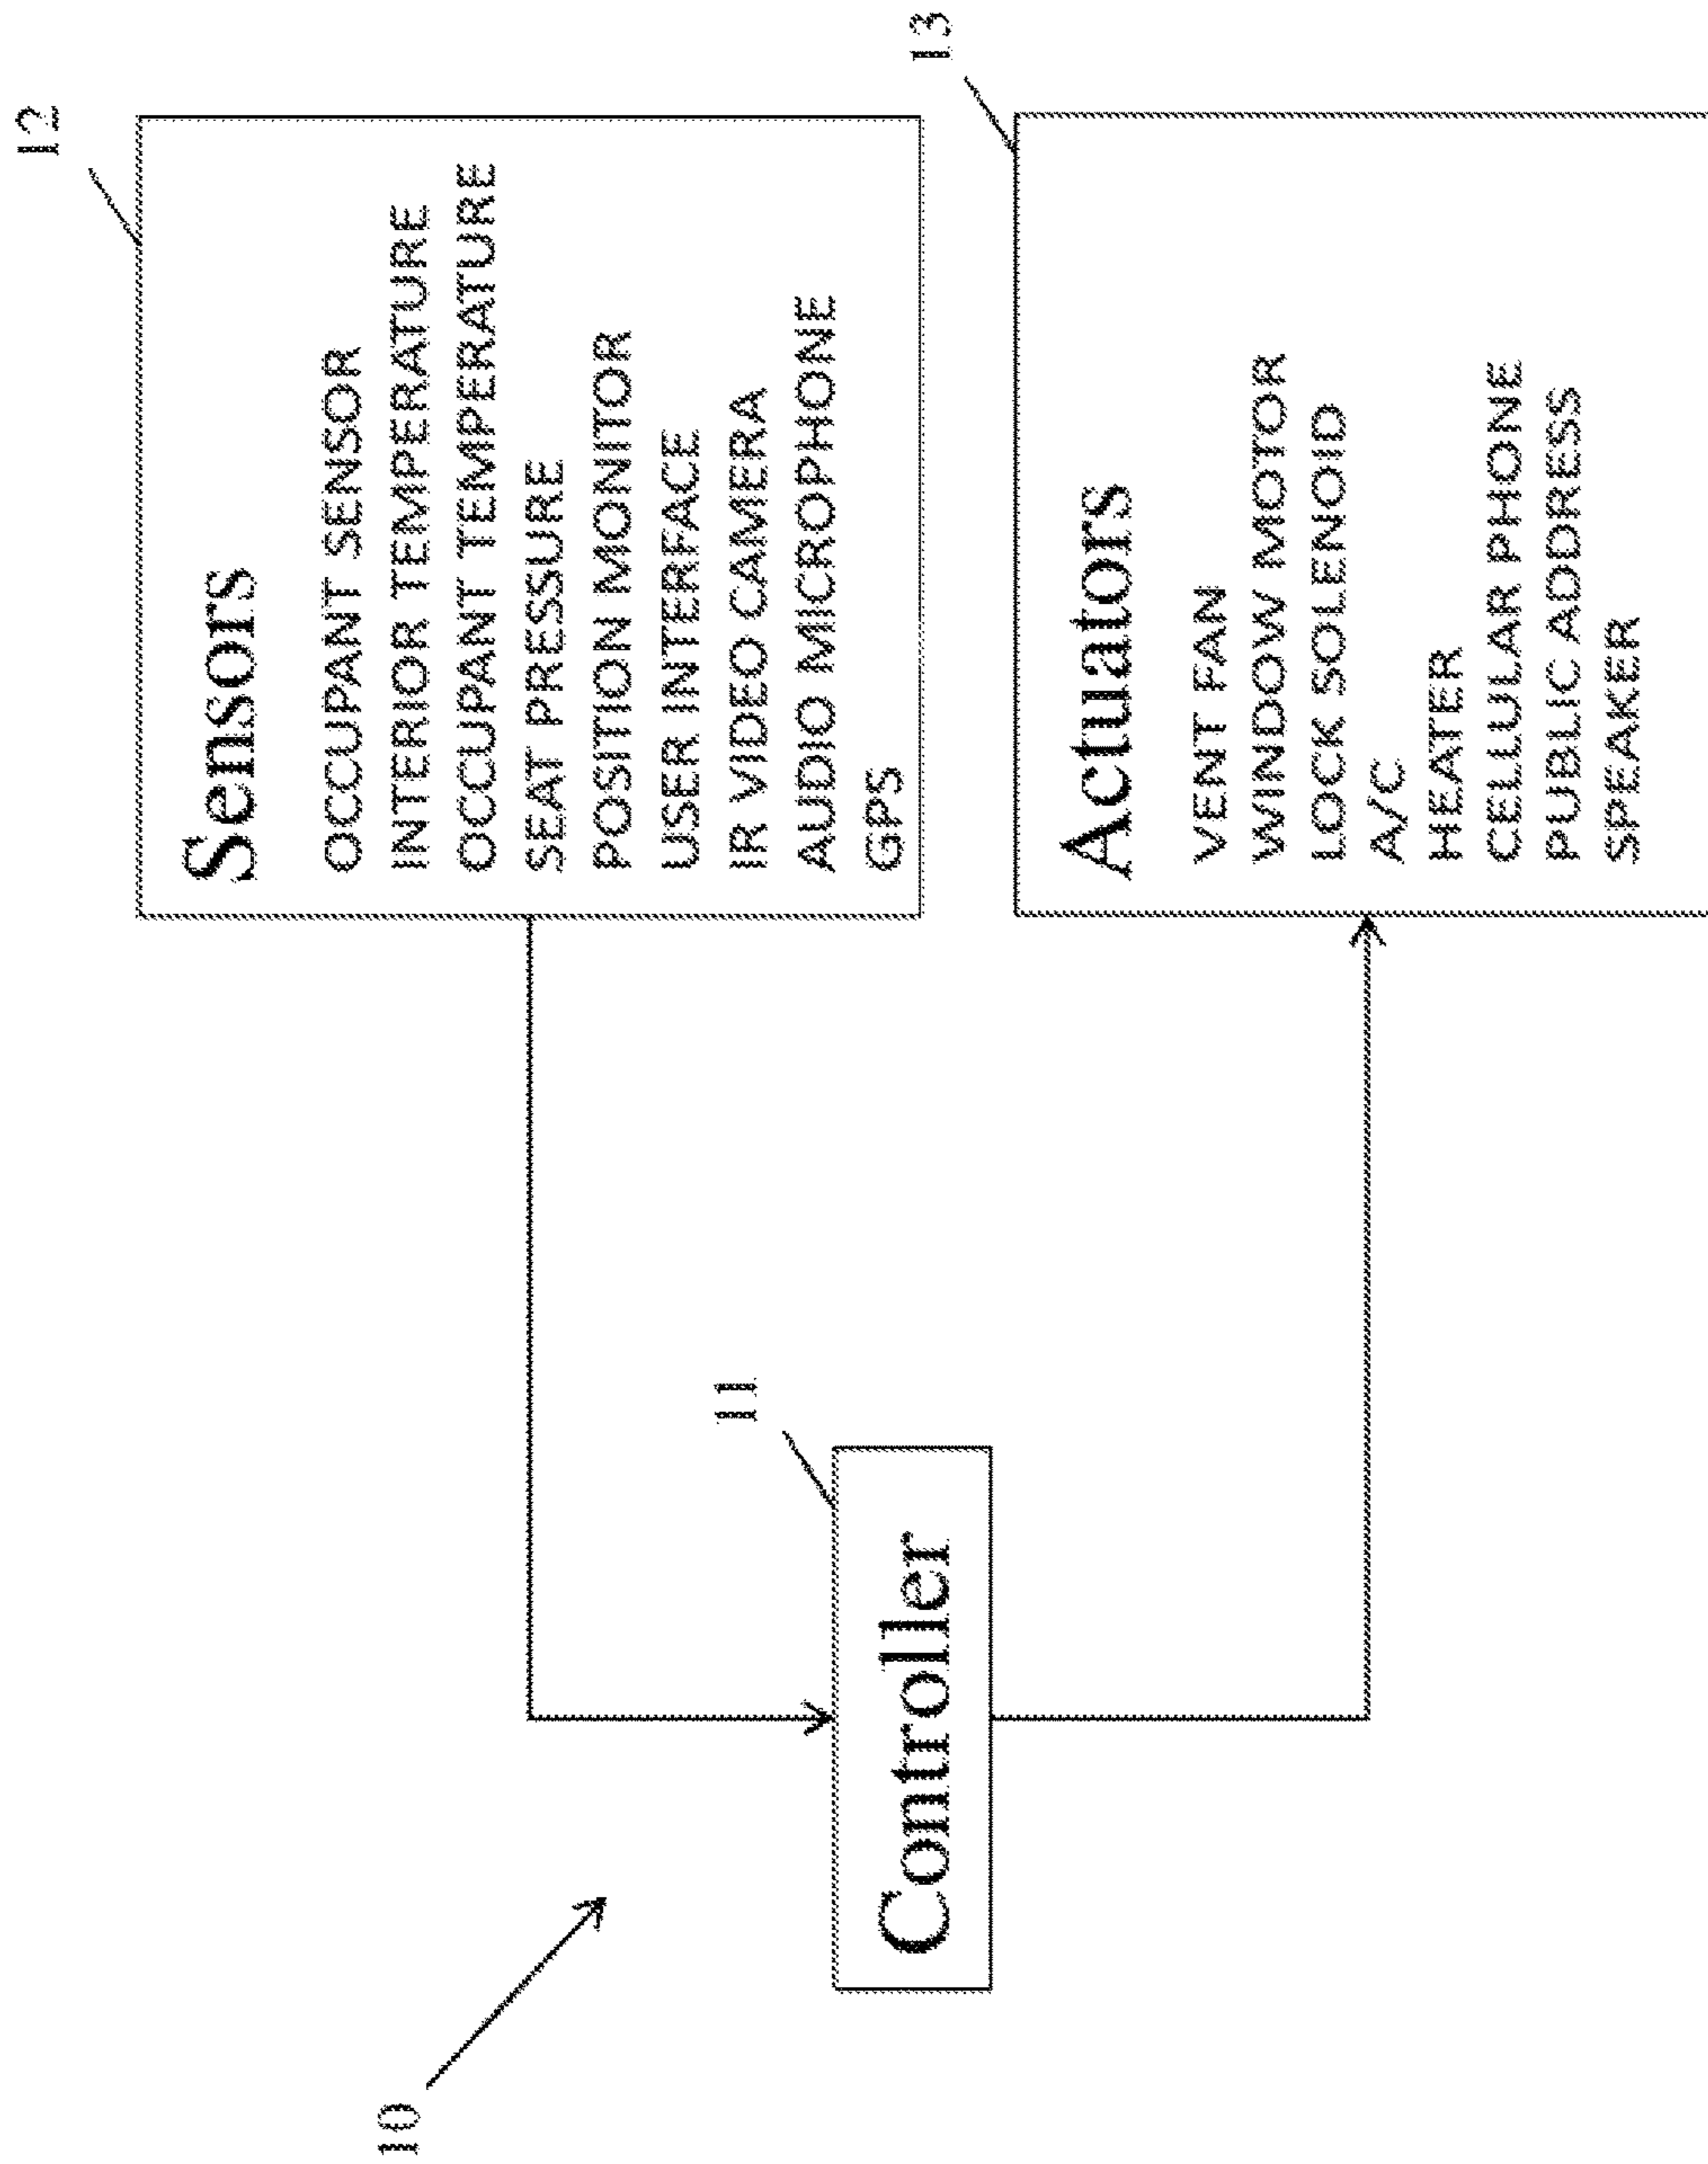 10
Controller
11
Sensors
12
OCCUPANT SENSOR
INTERIOR TEMPERATURE
OCCUPANT TEMPERATURE
SEAT PRESSURE
POSITION MONITOR
USER INTERFACE
IR VIDEO CAMERA
AUDIO MICROPHONE
GPS
Actuators
13
VENT FAN
WINDOW MOTOR
LOCK SOLENOID
A/C
HEATER
CELLULAR PHONE
PUBLIC ADDRESS
SPEAKER